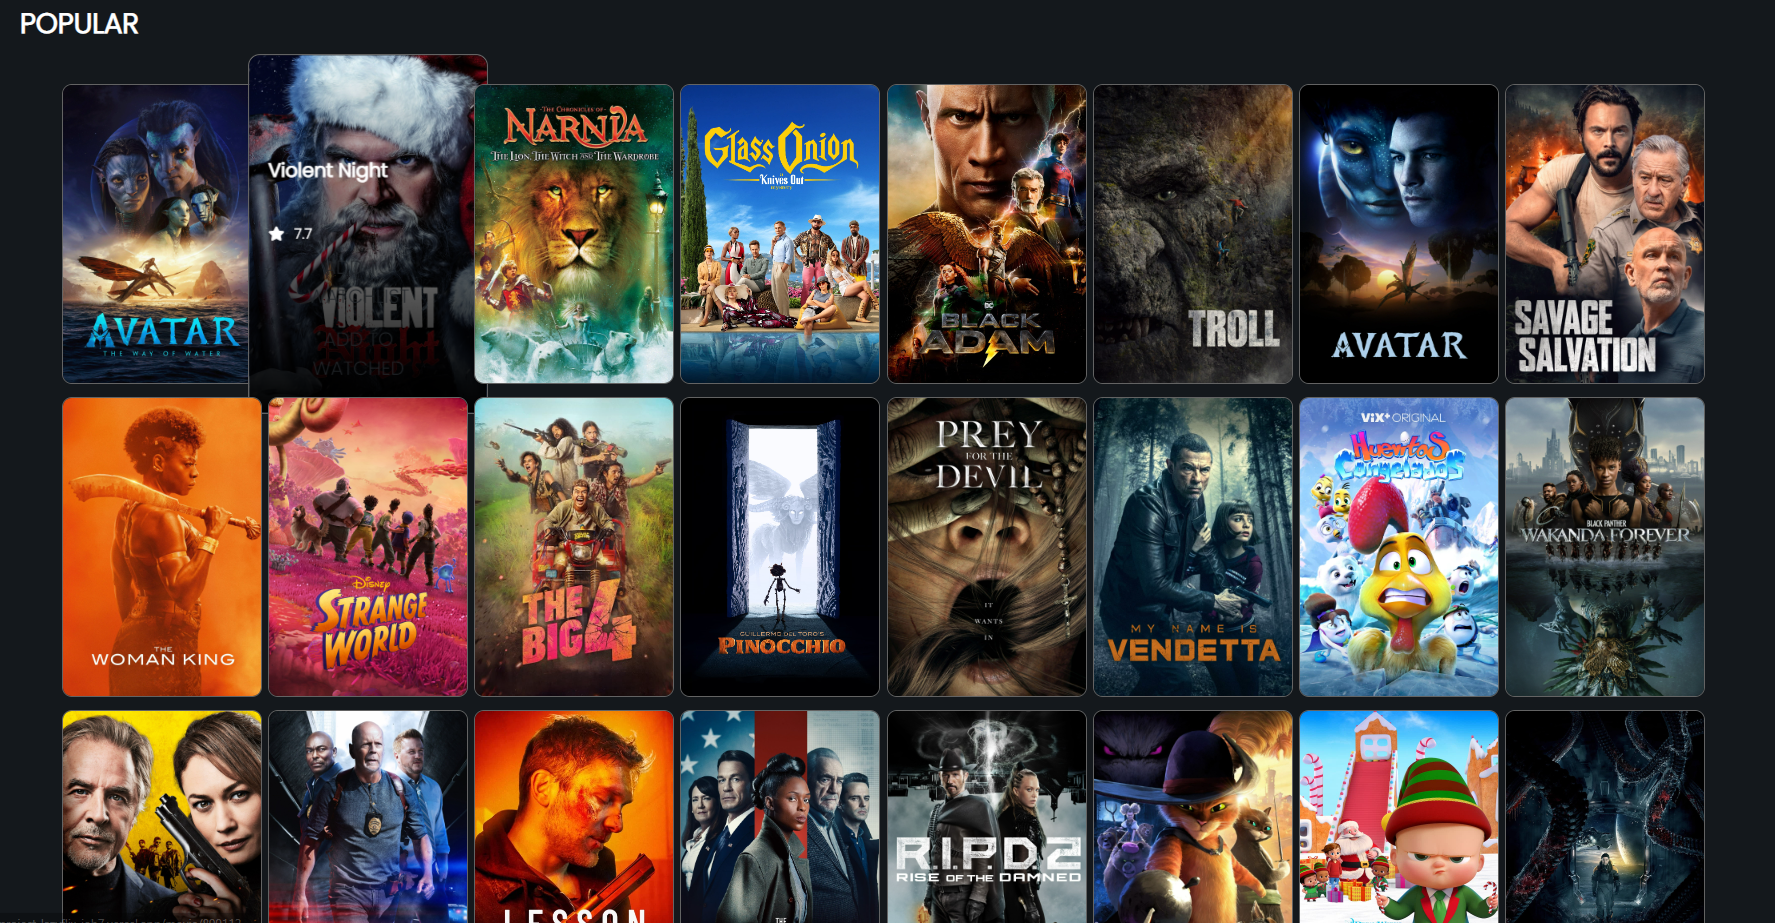 POPULAR
AVATAR
THE WAY OF WATER
Violent Night
7.7
VIOLENT
Night
ADD TO
WATCHED
THE CHRONICLES OF
NARNIA
THE LION, THE WITCH AND THE WARDROBE
Glass Onion
A
Knives Out
MYSTERY
DC
BLACK
ADAM
TROLL
AVATAR
SAVAGE
SALVATION
THE
WOMAN KING
Disney
STRANGE
WORLD
THE
BIG 4
GUILLERMO DEL TORO'S
PINOCCHIO
PREY
FOR THE
DEVIL
IT
WANTS
IN
MY NAME IS
VENDETTA
ViX+ ORIGINAL
Huevitos
Congelados
BLACK PANTHER
WAKANDA FOREVER
LESSON
THE
R.I.P.D. 2
RISE OF THE DAMNED